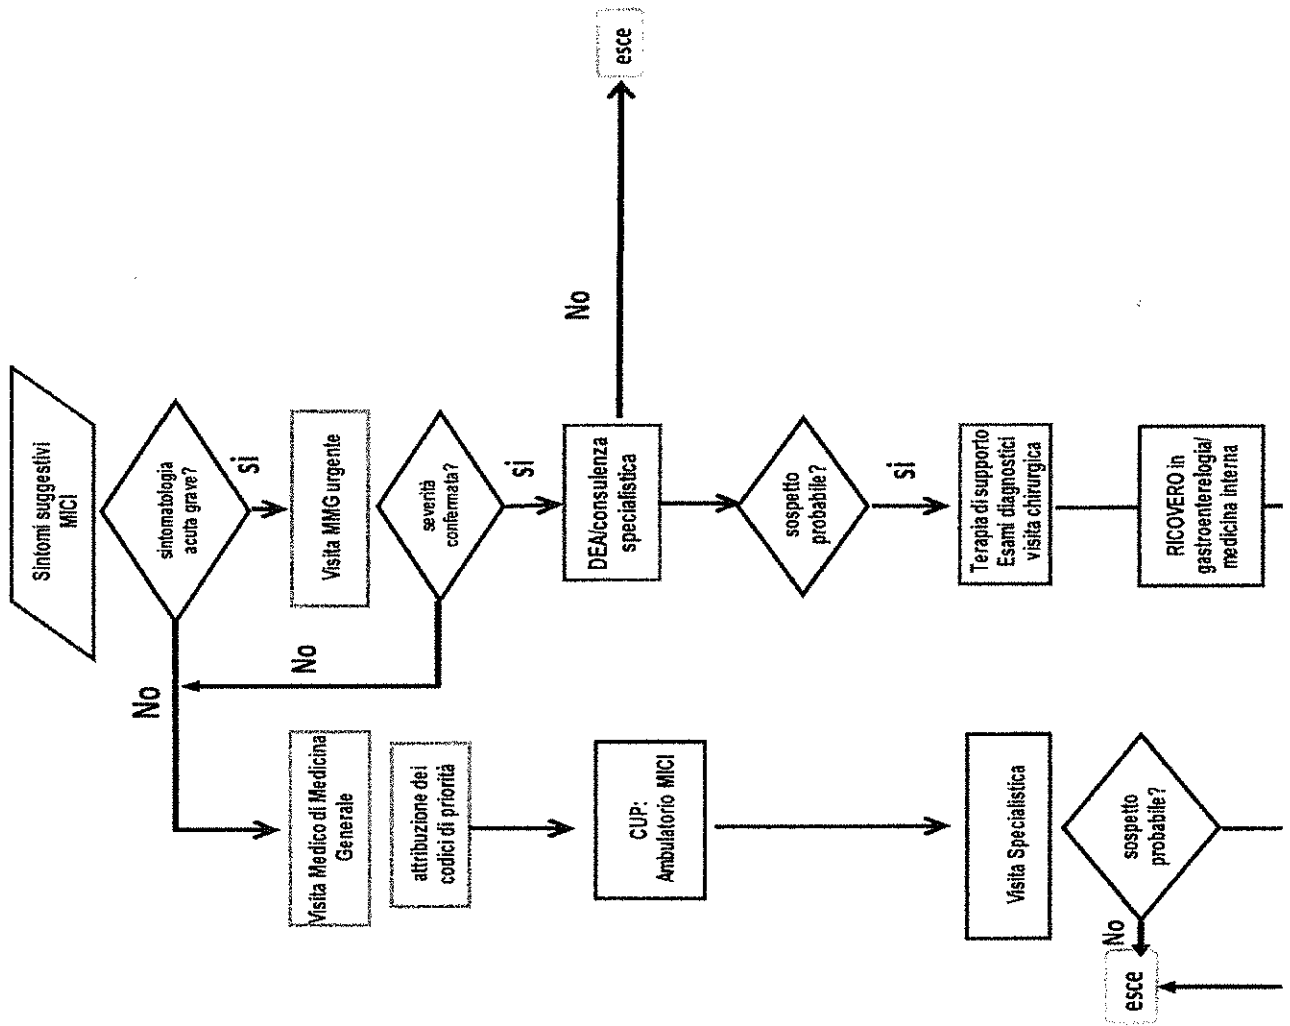 Sintomi suggestivi
MICI
sintomatologia
acuta grave?
Si
No
Visita MMG urgente
severità
confermata?
No
Si
Visita Medico di Medicina
Generale
attribuzione dei
codici di priorità
DEA/consulenza
specialistica
No
esce
CUP:
Ambulatorio MICI
sospetto
probabile?
Si
Terapia di supporto
Esami diagnostici
visita chirurgica
Visita Specialistica
RICOVERO in
gastroenterelogia/
medicina interna
sospetto
probabile?
No
esce